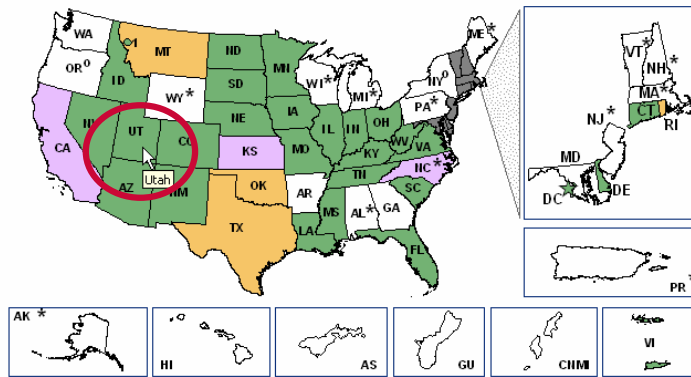 WA
MT
ND
MN
ME *
OR o
ID
SD
WI *
MI *
NY o
WY *
NE
IA
PA *
NV
UT
CO
IL
IN
OH
WV
VA
CA
KS
MO
KY
NC *
Utah
AZ
NM
OK
AR
TN
SC
TX
MS
AL *
GA
LA
FL
1
VT *
NH *
MA *
CT
RI
NJ *
MD
DC
DE
PR *
AK *
HI
AS
GU
CNMI
VI